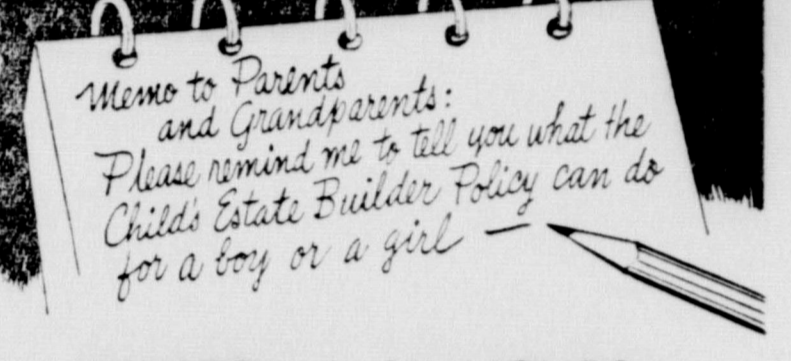 Memo to Parents
and Grandparents:
Please remind me to tell you what the
Child's Estate Builder Policy can do
for a boy or a girl —